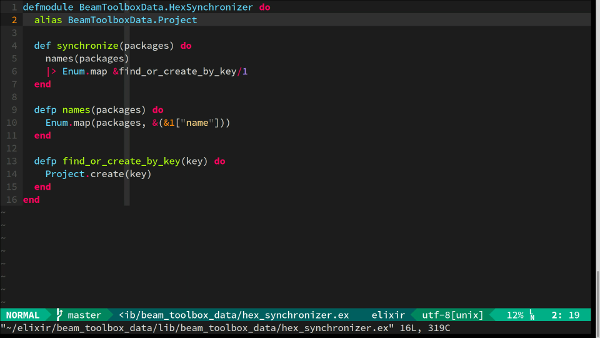 1 defmodule BeamToolboxData.HexSynchronizer do
2 alias BeamToolboxData.Project
3
4 def synchronize(packages) do
5 names(packages)
6 |> Enum.map &find_or_create_by_key/1
7 end
8
9 defp names(packages) do
10 Enum.map(packages, &(&1["name"]))
11 end
12
13 defp find_or_create_by_key(key) do
14 Project.create(key)
15 end
16 end
~
~
~
~
~
~
~
~
NORMAL master <ib/beam_toolbox_data/hex_synchronizer.ex elixir utf-8[unix] 12% 2: 19
"~/elixir/beam_toolbox_data/lib/beam_toolbox_data/hex_synchronizer.ex" 16L, 319C